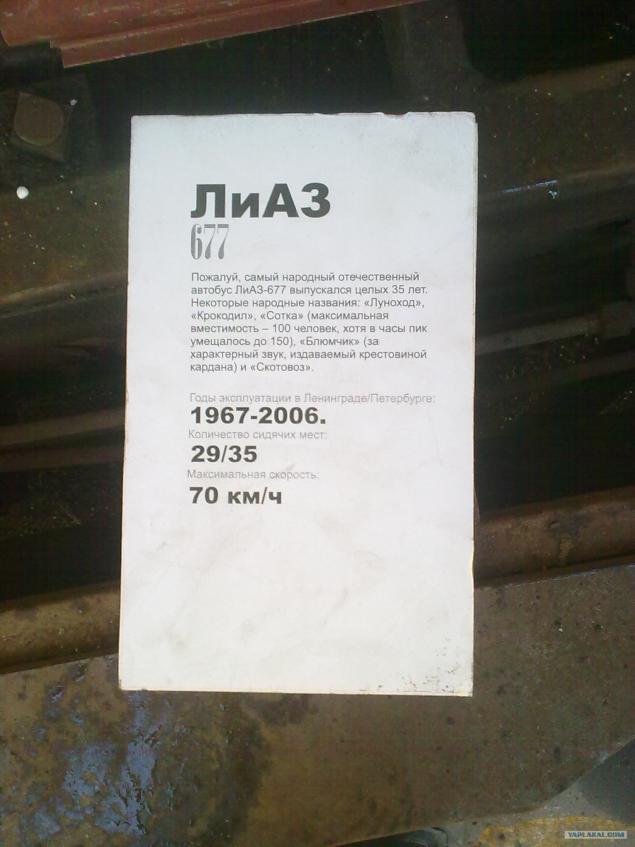 ЛиАЗ
677
Пожалуй, самый народный отечественный
автобус ЛиАЗ-677 выпускался целых 35 лет.
Некоторые народные названия: «Луноход»,
«Крокодил», «Сотка» (максимальная
вместимость – 100 человек, хотя в часы пик
умещалось до 150), «Блюмчик» (за
характерный звук, издаваемый крестовиной
кардана) и «Скотовоз».
Годы эксплуатации в Ленинграде/Петербурге:
1967-2006.
Количество сидячих мест:
29/35
Максимальная скорость:
70 км/ч
YAPLAKAL.COM